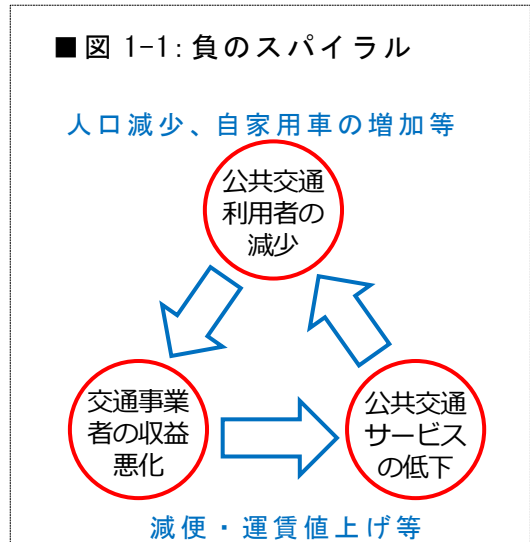 ■図 1-1:負のスパイラル
人口減少、自家用車の増加等
公共交通
利用者の
減少
交通事業
者の収益
悪化
公共交通
サービス
の低下
減便・運賃値上げ等